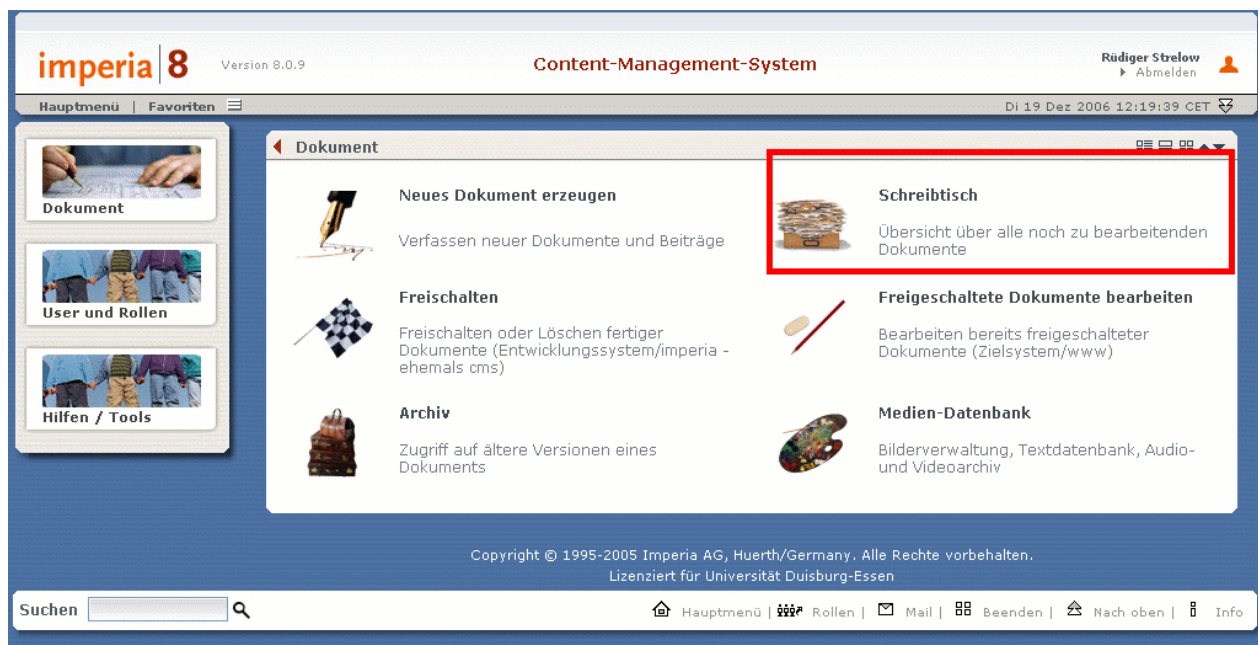 imperia 8
Version 8.0.9
Content-Management-System
Rüdiger Strelow
Abmelden
Hauptmenü | Favoriten
Di 19 Dez 2006 12:19:39 CET
Dokument
User und Rollen
Hilfen / Tools
Dokument
Neues Dokument erzeugen
Verfassen neuer Dokumente und Beiträge
Schreibtisch
Übersicht über alle noch zu bearbeitenden
Dokumente
Freischalten
Freischalten oder Löschen fertiger
Dokumente (Entwicklungssystem/imperia -
ehemals cms)
Freigeschaltete Dokumente bearbeiten
Bearbeiten bereits freigeschalteter
Dokumente (Zielsystem/www)
Archiv
Zugriff auf ältere Versionen eines
Dokuments
Medien-Datenbank
Bilderverwaltung, Textdatenbank, Audio-
und Videoarchiv
Copyright © 1995-2005 Imperia AG, Huerth/Germany. Alle Rechte vorbehalten.
Lizenziert für Universität Duisburg-Essen
Suchen
Hauptmenü | Rollen | Mail | Beenden | Nach oben | Info